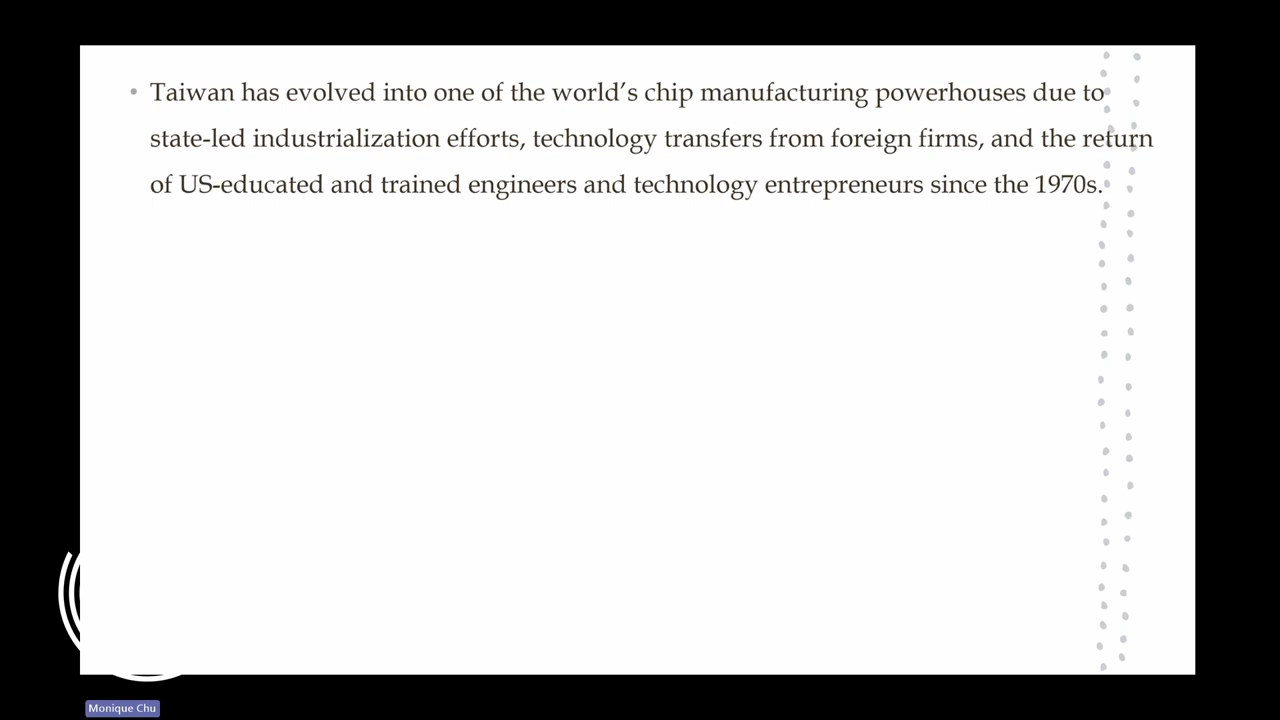 • Taiwan has evolved into one of the world’s chip manufacturing powerhouses due to
state-led industrialization efforts, technology transfers from foreign firms, and the return
of US-educated and trained engineers and technology entrepreneurs since the 1970s.
Monique Chu